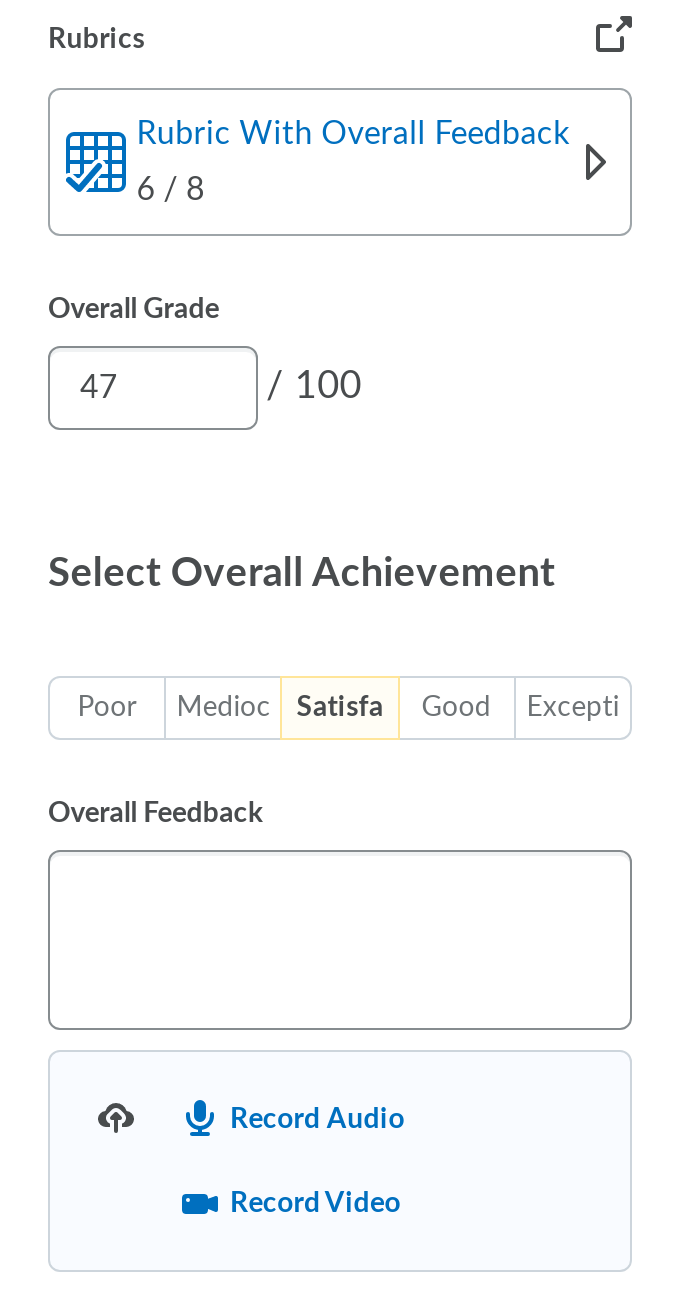 Rubrics
Rubric With Overall Feedback
6 / 8
Overall Grade
47 / 100
Select Overall Achievement
Poor Medioc Satisfa Good Excepti
Overall Feedback
Record Audio
Record Video